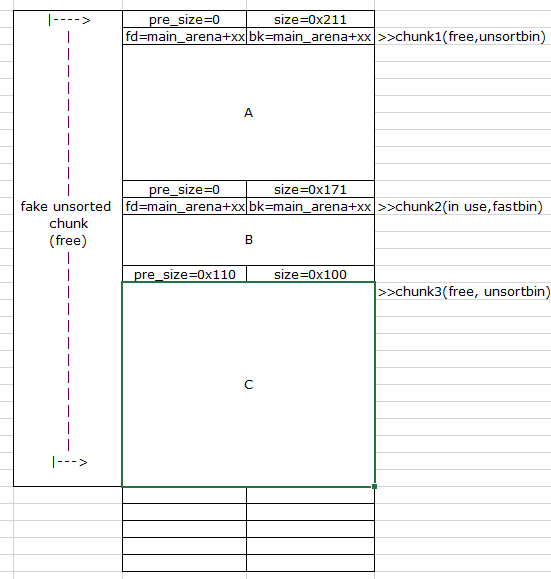 |----> pre_size=0 size=0x211
fd=main_arena+xx bk=main_arena+xx >>chunk1(free,unsortbin)
A
pre_size=0 size=0x171
fake unsorted chunk (free) fd=main_arena+xx bk=main_arena+xx >>chunk2(in use,fastbin)
B
pre_size=0x110 size=0x100
>>chunk3(free, unsortbin)
C
|--->